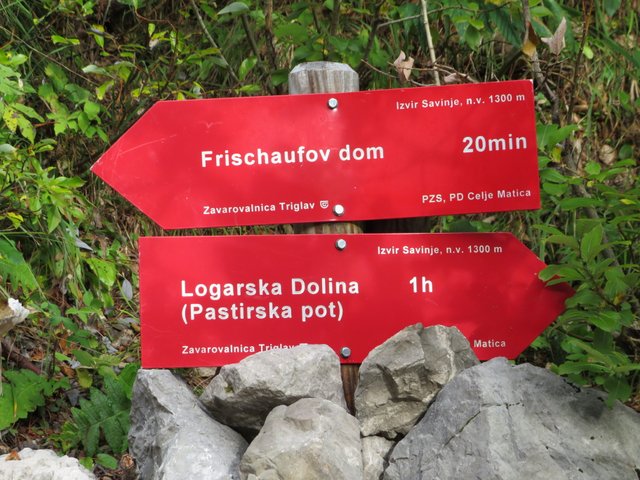 Izvir Savinje, n.v. 1300 m
Frischaufov dom 20min
Zavarovalnica Triglav PZS, PD Celje Matica
Izvir Savinje, n.v. 1300 m
Logarska Dolina 1h
(Pastirska pot)
Zavarovalnica Triglav Matica